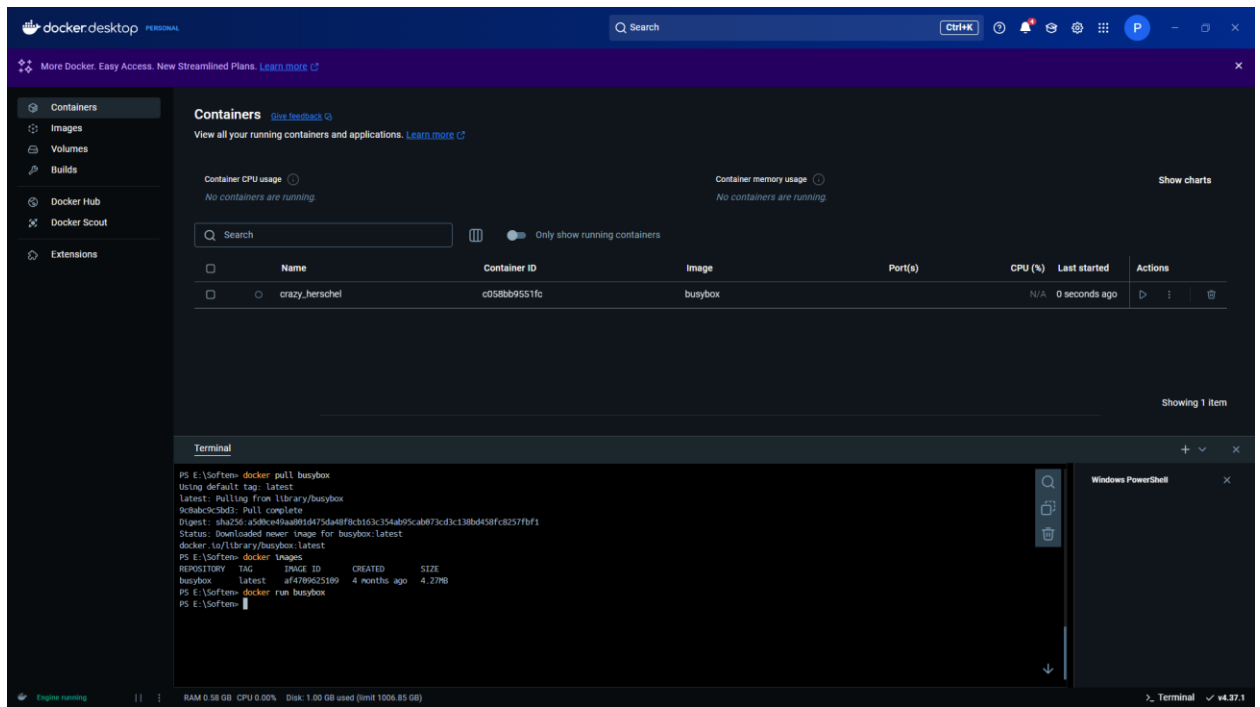 docker.desktop PERSONAL
Search
Ctrl+K
P
More Docker. Easy Access. New Streamlined Plans. Learn more
Containers
Images
Volumes
Builds
Docker Hub
Docker Scout
Extensions
Containers Give feedback
View all your running containers and applications. Learn more
Container CPU usage
No containers are running.
Container memory usage
No containers are running.
Show charts
Search
Only show running containers
Name Container ID Image Port(s) CPU (%) Last started Actions
crazy_herschel c058bb9551fc busybox N/A 0 seconds ago
Showing 1 item
Terminal
PS E:\Soften> docker pull busybox
Using default tag: latest
latest: Pulling from library/busybox
9c0abc9c5bd3: Pull complete
Digest: sha256:a5d0ce49aa801d475da48f8cb163c354ab95cab073cd3c138bd458fc8257fbf1
Status: Downloaded newer image for busybox:latest
docker.io/library/busybox:latest
PS E:\Soften> docker images
REPOSITORY TAG IMAGE ID CREATED SIZE
busybox latest af4709625109 4 months ago 4.27MB
PS E:\Soften> docker run busybox
PS E:\Soften>
Windows PowerShell
Engine running
RAM 0.58 GB CPU 0.00% Disk: 1.00 GB used (limit 1006.85 GB)
Terminal
v4.37.1